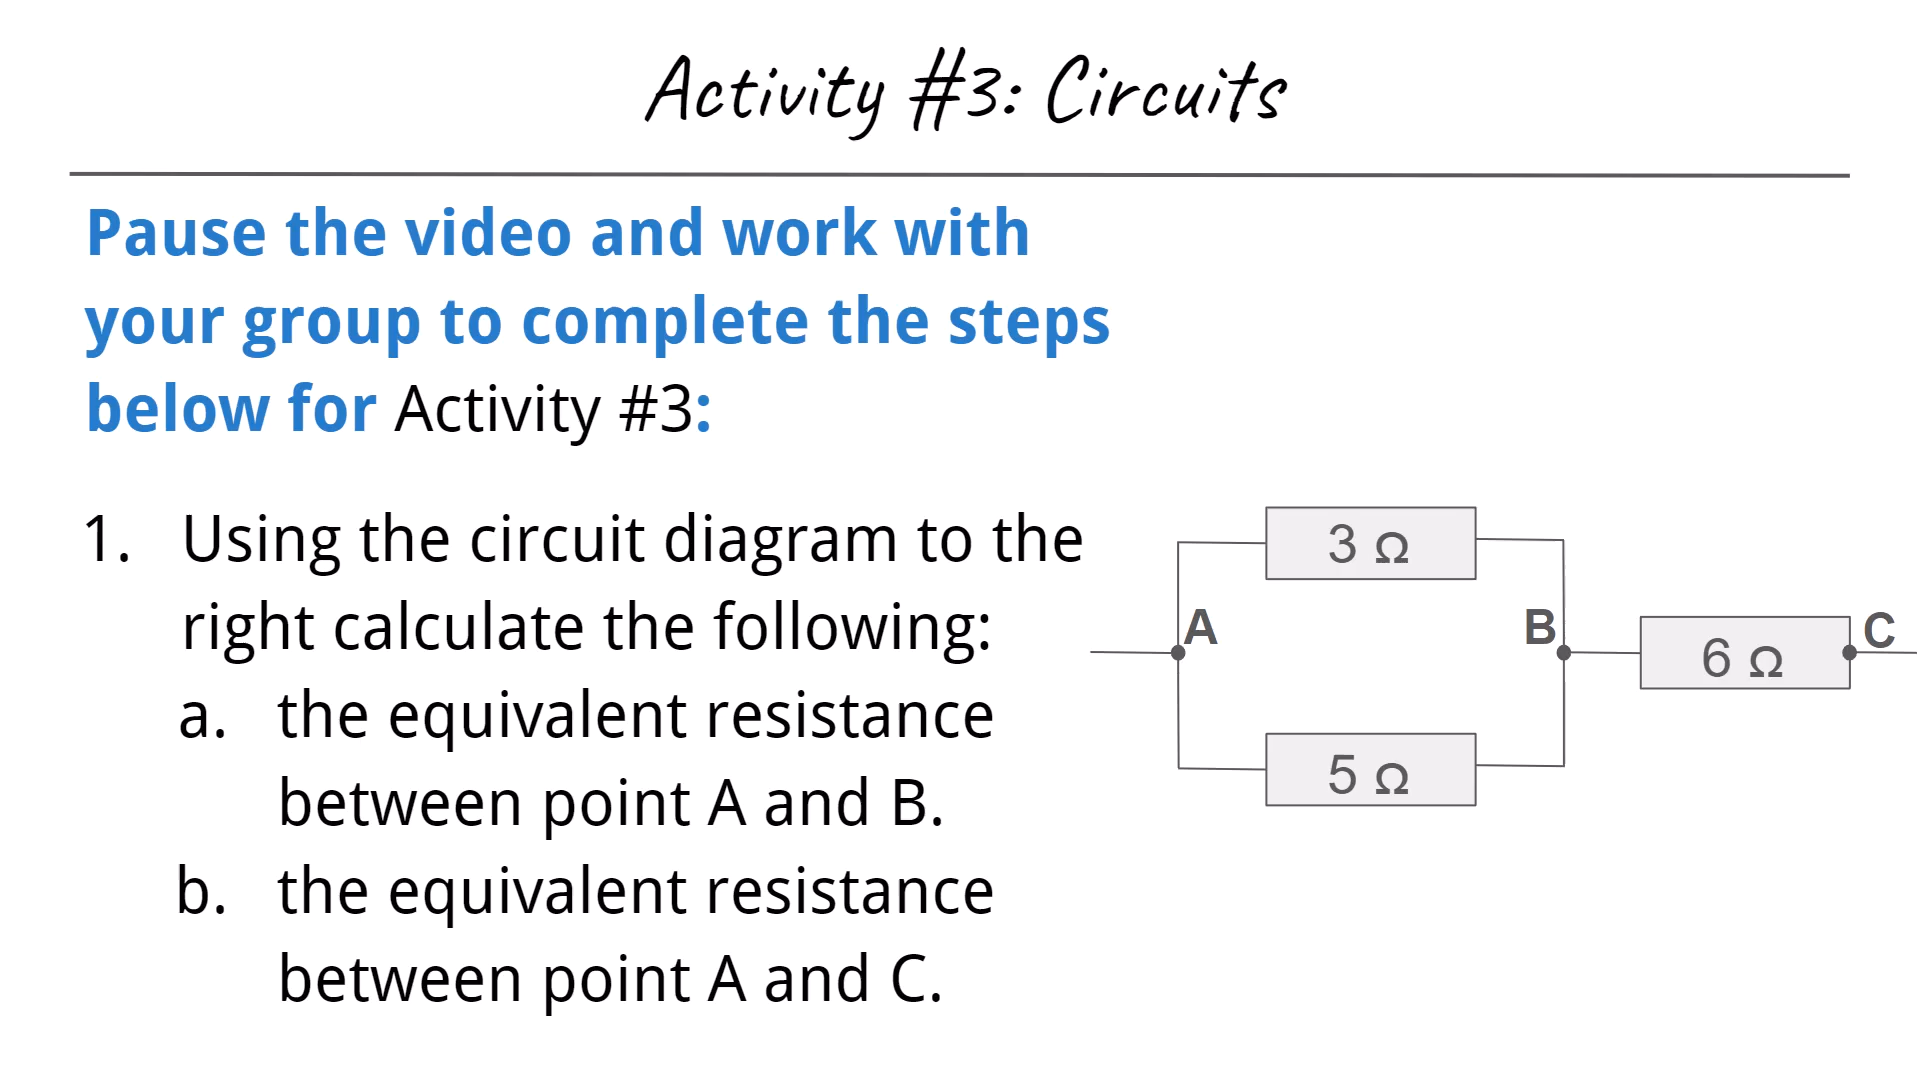 Activity #3: Circuits
Pause the video and work with
your group to complete the steps
below for Activity #3:
1. Using the circuit diagram to the
right calculate the following:
a. the equivalent resistance
between point A and B.
b. the equivalent resistance
between point A and C.
3 Ω
A
B
C
6 Ω
5 Ω